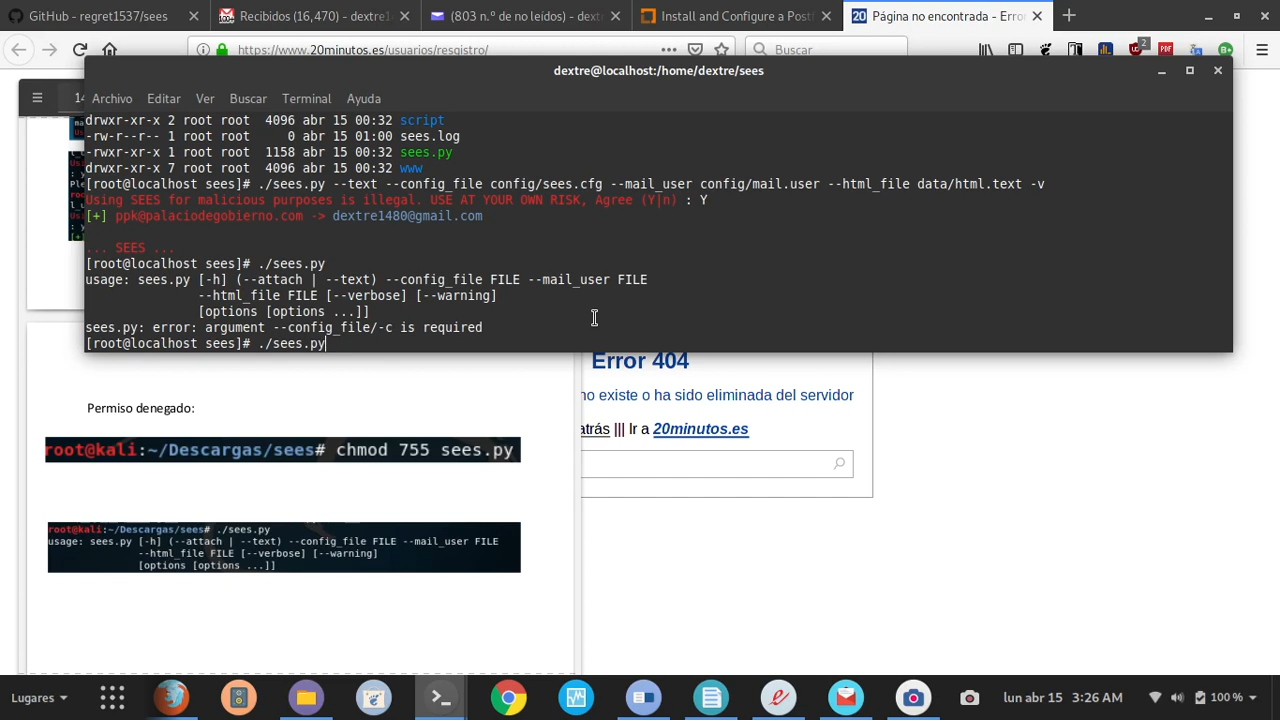 GitHub - regret1537/sees
Recibidos (16,470) - dextre1
(803 n.º de no leídos) - dextr
Install and Configure a Postf
Página no encontrada - Error
https://www.20minutos.es/usuarios/resgistro/
Buscar
dextre@localhost:/home/dextre/sees
Archivo Editar Ver Buscar Terminal Ayuda
drwxr-xr-x 2 root root 4096 abr 15 00:32 script
-rw-r--r-- 1 root root 0 abr 15 01:00 sees.log
-rwxr-xr-x 1 root root 1158 abr 15 00:32 sees.py
drwxr-xr-x 7 root root 4096 abr 15 00:32 www
[root@localhost sees]# ./sees.py --text --config_file config/sees.cfg --mail_user config/mail.user --html_file data/html.text -v
Using SEES for malicious purposes is illegal. USE AT YOUR OWN RISK, Agree (Y|n) : Y
[+] ppk@palaciodegobierno.com -> dextre1480@gmail.com
... SEES ...
[root@localhost sees]# ./sees.py
usage: sees.py [-h] (--attach | --text) --config_file FILE --mail_user FILE
--html_file FILE [--verbose] [--warning]
[options [options ...]]
sees.py: error: argument --config_file/-c is required
[root@localhost sees]# ./sees.py
Error 404
no existe o ha sido eliminada del servidor
atrás ||| Ir a 20minutos.es
Permiso denegado:
root@kali:~/Descargas/sees# chmod 755 sees.py
root@kali:~/Descargas/sees# ./sees.py
usage: sees.py [-h] (--attach | --text) --config_file FILE --mail_user FILE
--html_file FILE [--verbose] [--warning]
[options [options ...]]
Lugares
lun abr 15 3:26 AM
100 %